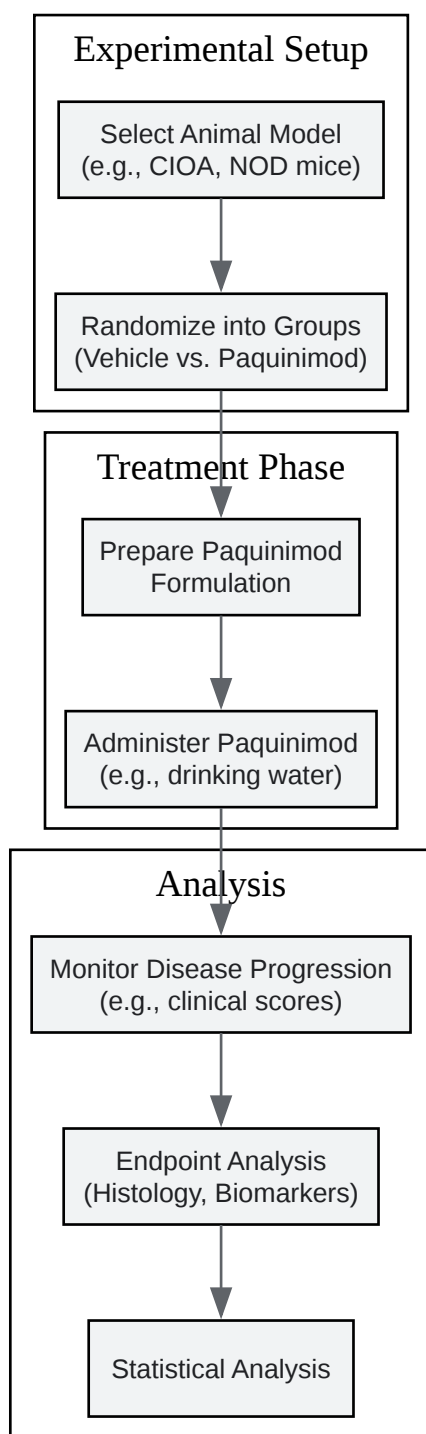 Experimental Setup
Select Animal Model
(e.g., CIOA, NOD mice)
Randomize into Groups
(Vehicle vs. Paquinimod)
Treatment Phase
Prepare Paquinimod
Formulation
Administer Paquinimod
(e.g., drinking water)
Analysis
Monitor Disease Progression
(e.g., clinical scores)
Endpoint Analysis
(Histology, Biomarkers)
Statistical Analysis